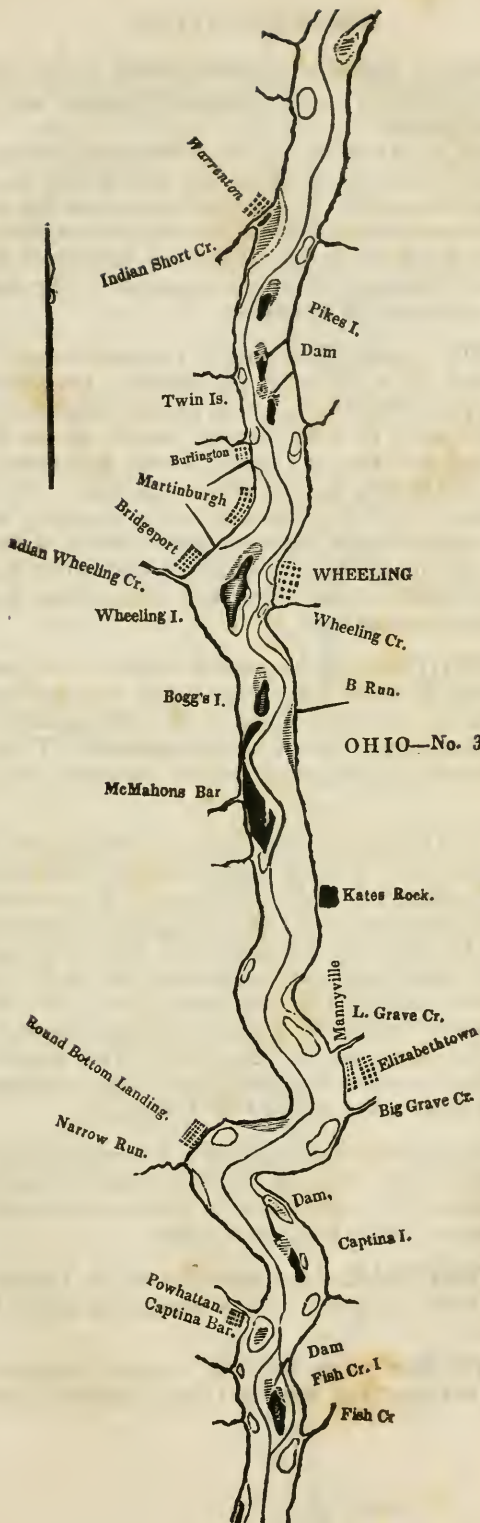 Warrenton
Indian Short Cr.
Pikes I.
Dam
Twin Is.
Burlington
Martinburgh
Bridgeport
ndian Wheeling Cr.
WHEELING
Wheeling I.
Wheeling Cr.
B Run.
Bogg's I.
OHIO—No. 3
McMahons Bar
Kates Rock.
Mannyville
L. Grave Cr.
Elizabethtown
Big Grave Cr.
Round Bottom Landing.
Narrow Run.
Dam,
Captina I.
Powhattan.
Captina Bar.
Dam
Fish Cr. I
Fish Cr